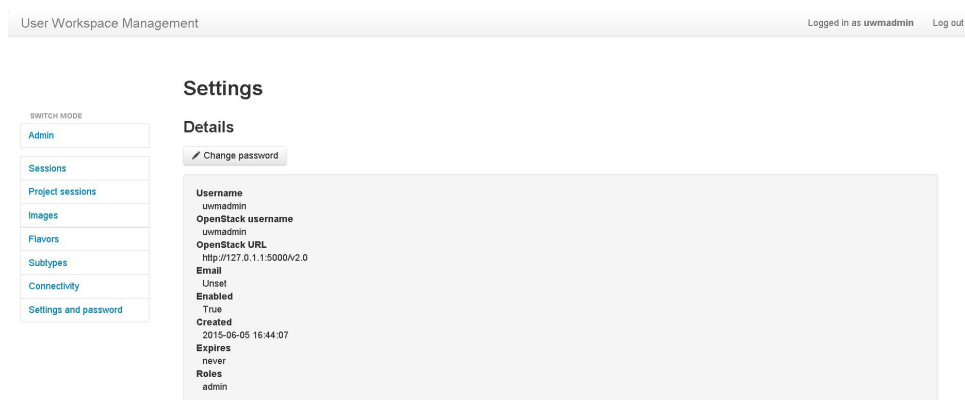 User Workspace Management
Logged in as uwmadmin
Log out
SWITCH MODE
Admin
Sessions
Project sessions
Images
Flavors
Subtypes
Connectivity
Settings and password
Settings
Details
Change password
Username
uwmadmin
OpenStack username
uwmadmin
OpenStack URL
http://127.0.1.1:5000/v2.0
Email
Unset
Enabled
True
Created
2015-06-05 16:44:07
Expires
never
Roles
admin